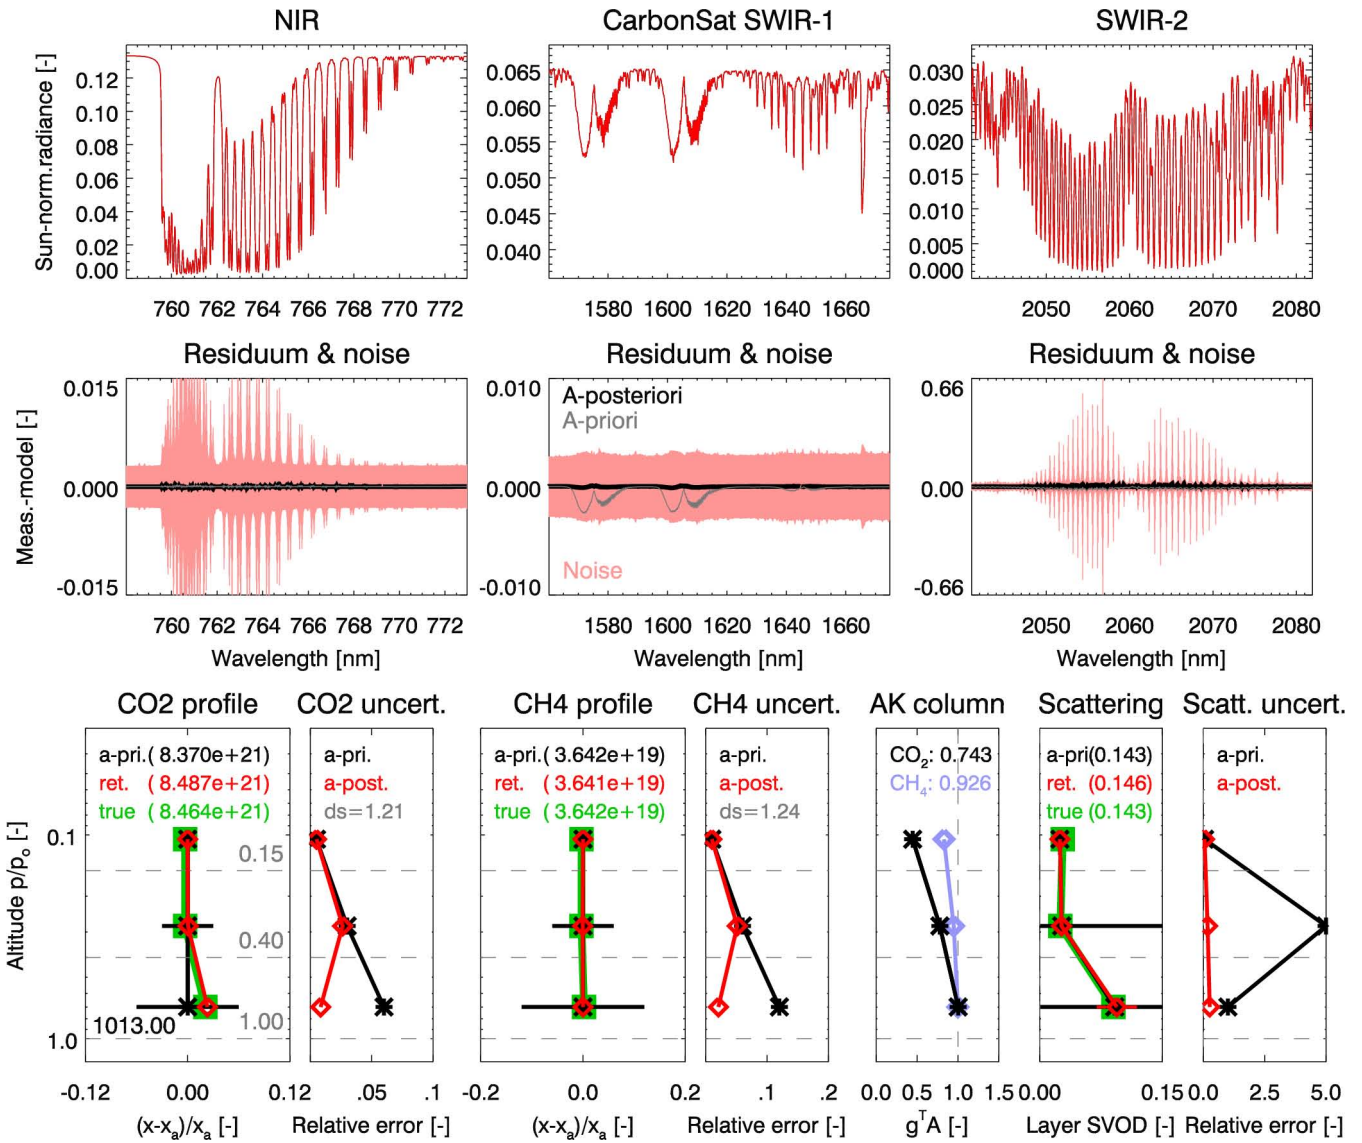 NIR
CarbonSat SWIR-1
SWIR-2
Sun-norm.radiance [-]
0.12
0.10
0.08
0.06
0.04
0.02
0.00
0.065
0.060
0.055
0.050
0.045
0.040
0.030
0.025
0.020
0.015
0.010
0.005
0.000
760 762 764 766 768 770 772
1580 1600 1620 1640 1660
2050 2060 2070 2080
Residuum & noise
Residuum & noise
Residuum & noise
Meas.-model [-]
0.015
0.000
-0.015
0.010
0.000
-0.010
A-posteriori
A-priori
Noise
0.66
0.00
-0.66
760 762 764 766 768 770 772
1580 1600 1620 1640 1660
2050 2060 2070 2080
Wavelength [nm]
Wavelength [nm]
Wavelength [nm]
CO2 profile
CO2 uncert.
CH4 profile
CH4 uncert.
AK column
Scattering
Scatt. uncert.
Altitude p/p₀ [-]
0.1
1.0
a-pri.( 8.370e+21)
ret. ( 8.487e+21)
true ( 8.464e+21)
0.15
0.40
1.00
1013.00
a-pri.
a-post.
ds=1.21
a-pri.( 3.642e+19)
ret. ( 3.641e+19)
true ( 3.642e+19)
a-pri.
a-post.
ds=1.24
CO₂: 0.743
CH₄: 0.926
a-pri(0.143)
ret. (0.146)
true (0.143)
a-pri.
a-post.
-0.12 0.00 0.12
.05 .1
-0.2 0.0 0.2
.1 .2
0.0 0.5 1.0 1.5
0.00 0.15
0.0 2.5 5.0
(x-xₐ)/xₐ [-]
Relative error [-]
(x-xₐ)/xₐ [-]
Relative error [-]
gᵀA [-]
Layer SVOD [-]
Relative error [-]